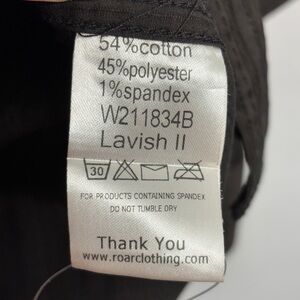 54%cotton
45%polyester
1%spandex
W211834B
Lavish II
30
FOR PRODUCTS CONTAINING SPANDEX
DO NOT TUMBLE DRY
Thank You
www.roarclothing.com